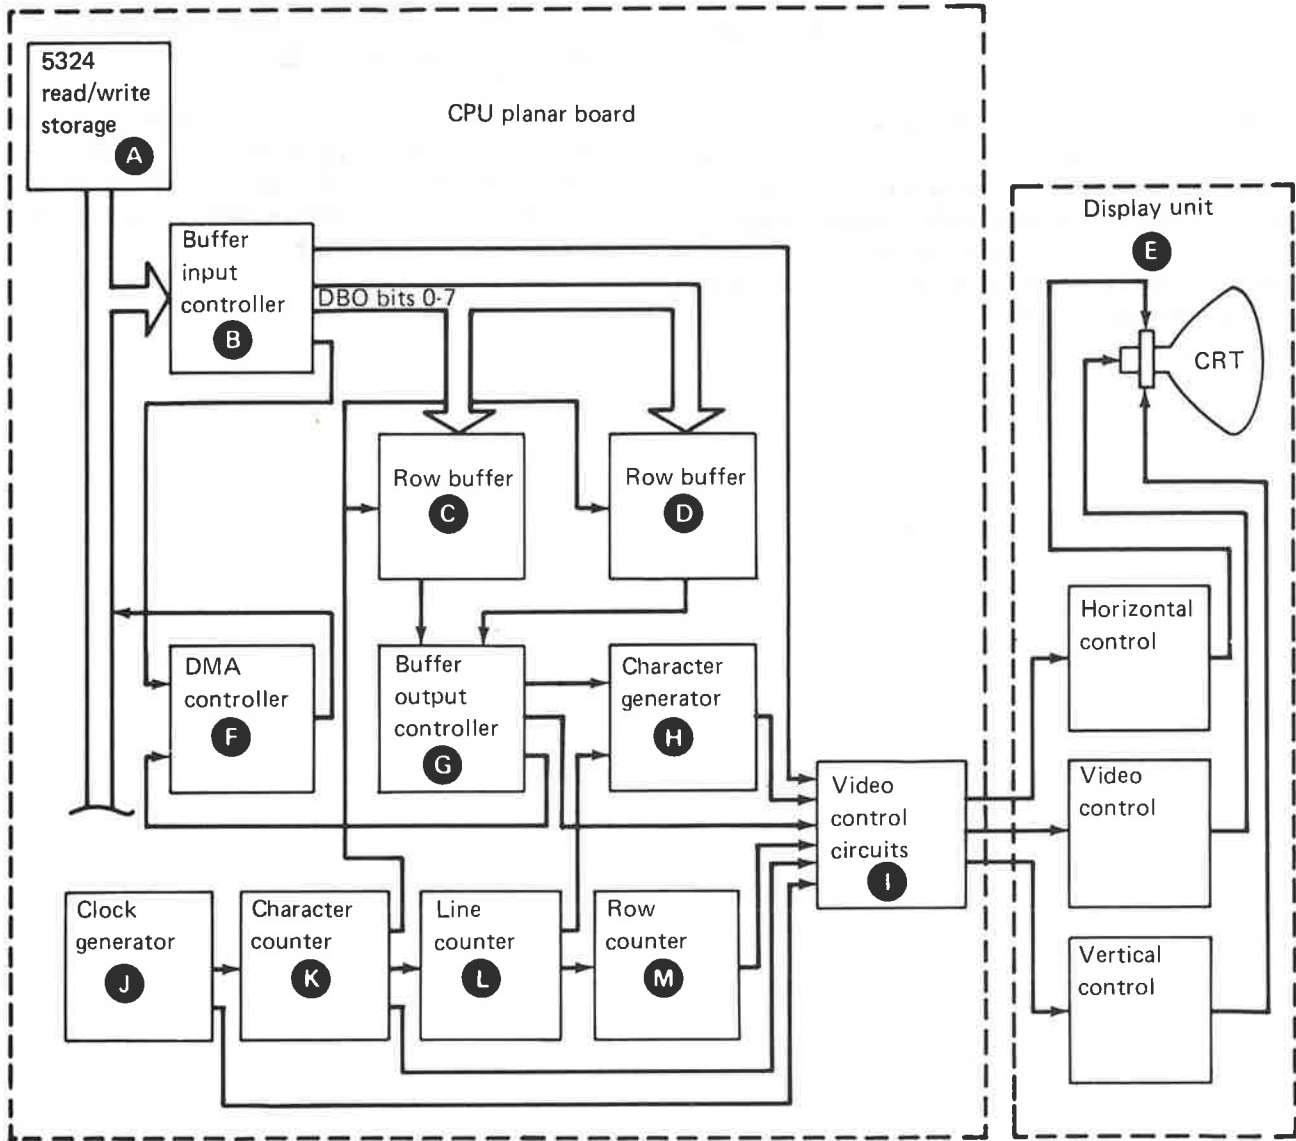 5324
read/write
storage
A
CPU planar board
Buffer
input
controller
B
DBO bits 0-7
Display unit
E
CRT
Row buffer
C
Row buffer
D
DMA
controller
F
Buffer
output
controller
G
Character
generator
H
Video
control
circuits
I
Horizontal
control
Video
control
Vertical
control
Clock
generator
J
Character
counter
K
Line
counter
L
Row
counter
M